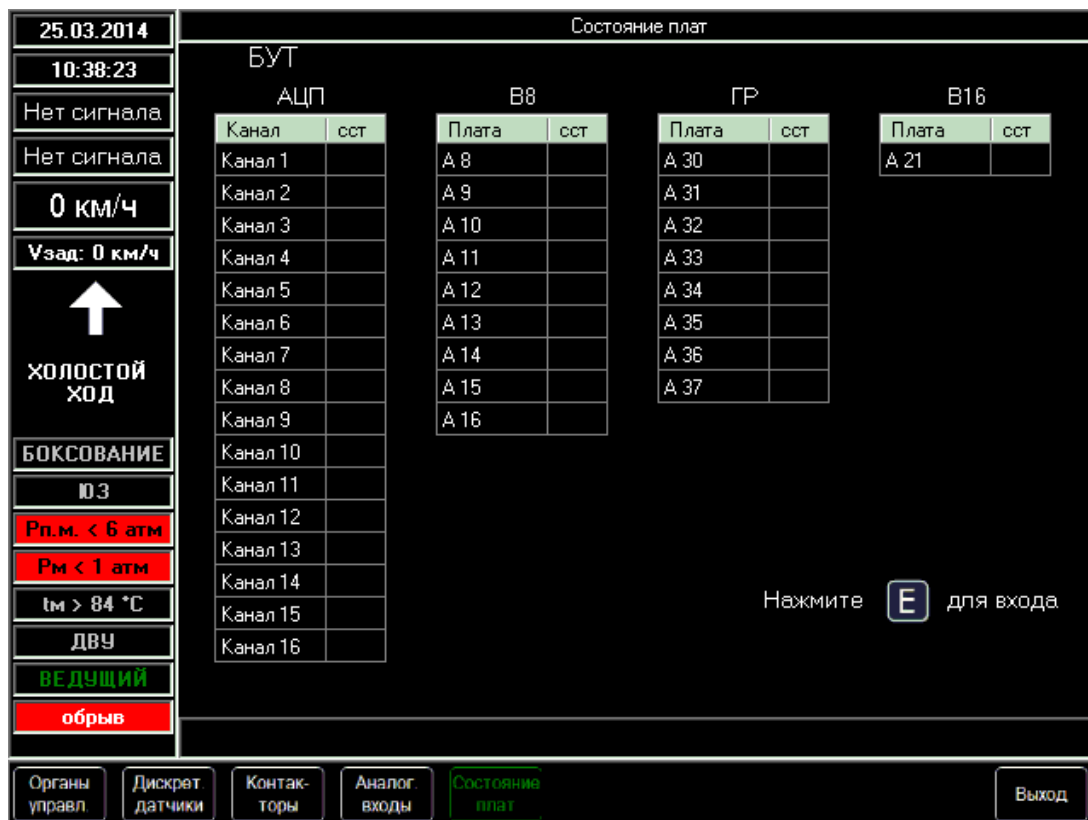 25.03.2014
10:38:23
Нет сигнала
Нет сигнала
0 км/ч
Vзад: 0 км/ч
ХОЛОСТОЙ
ХОД
БОКСОВАНИЕ
ЮЗ
Рп.м. < 6 атм
Рм < 1 атм
tм > 84 °C
ДВУ
ВЕДУЩИЙ
обрыв
Состояние плат
БУТ
АЦП
Канал сст
Канал 1
Канал 2
Канал 3
Канал 4
Канал 5
Канал 6
Канал 7
Канал 8
Канал 9
Канал 10
Канал 11
Канал 12
Канал 13
Канал 14
Канал 15
Канал 16
В8
Плата сст
А 8
А 9
А 10
А 11
А 12
А 13
А 14
А 15
А 16
ГР
Плата сст
А 30
А 31
А 32
А 33
А 34
А 35
А 36
А 37
В16
Плата сст
А 21
Нажмите E для входа
Органы
управл.
Дискрет.
датчики
Контак-
торы
Аналог.
входы
Состояние
плат
Выход